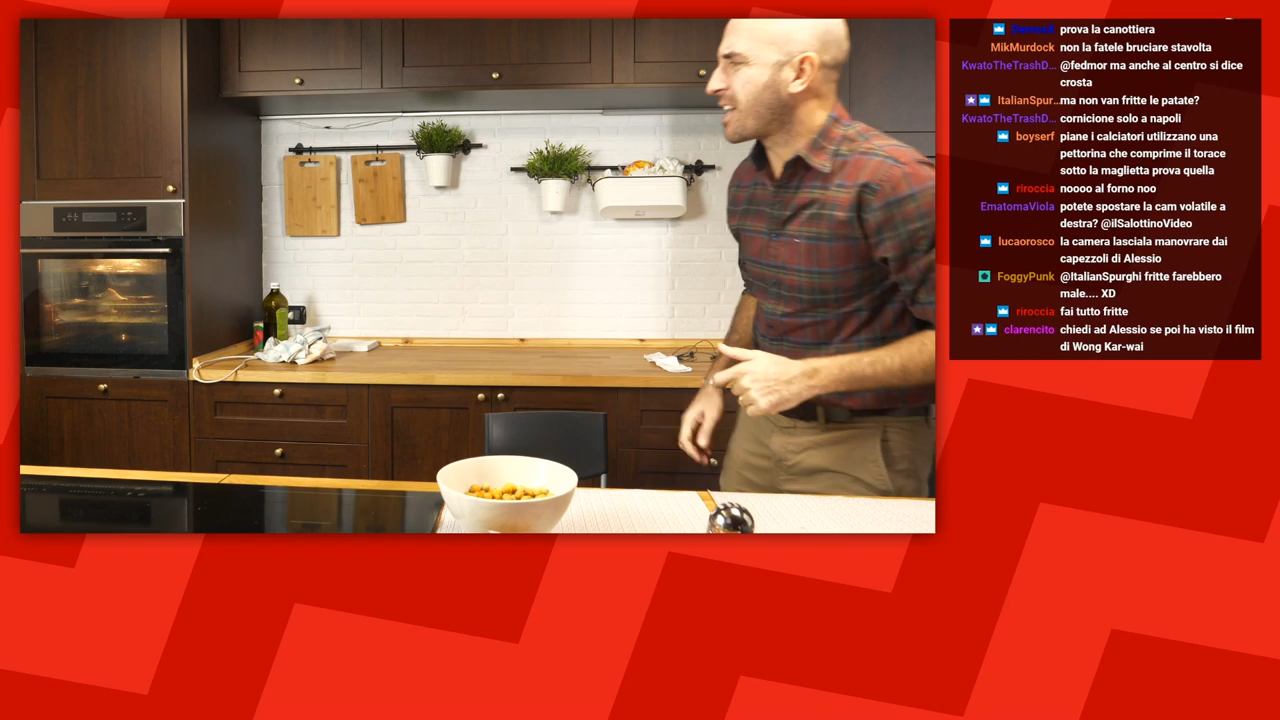 prova la canottiera
MikMurdock non la fatele bruciare stavolta
KwatoTheTrashD... @fedmor ma anche al centro si dice
crosta
ItalianSpur... ma non van fritte le patate?
KwatoTheTrashD... cornicione solo a napoli
boyserf piane i calciatori utilizzano una
pettorina che comprime il torace
sotto la maglietta prova quella
riroccia noooo al forno noo
EmatomaViola potete spostare la cam volatile a
destra? @ilSalottinoVideo
lucaorosco la camera lasciala manovrare dai
capezzoli di Alessio
FoggyPunk @ItalianSpurghi fritte farebbero
male.... XD
riroccia fai tutto fritte
clarencito chiedi ad Alessio se poi ha visto il film
di Wong Kar-wai